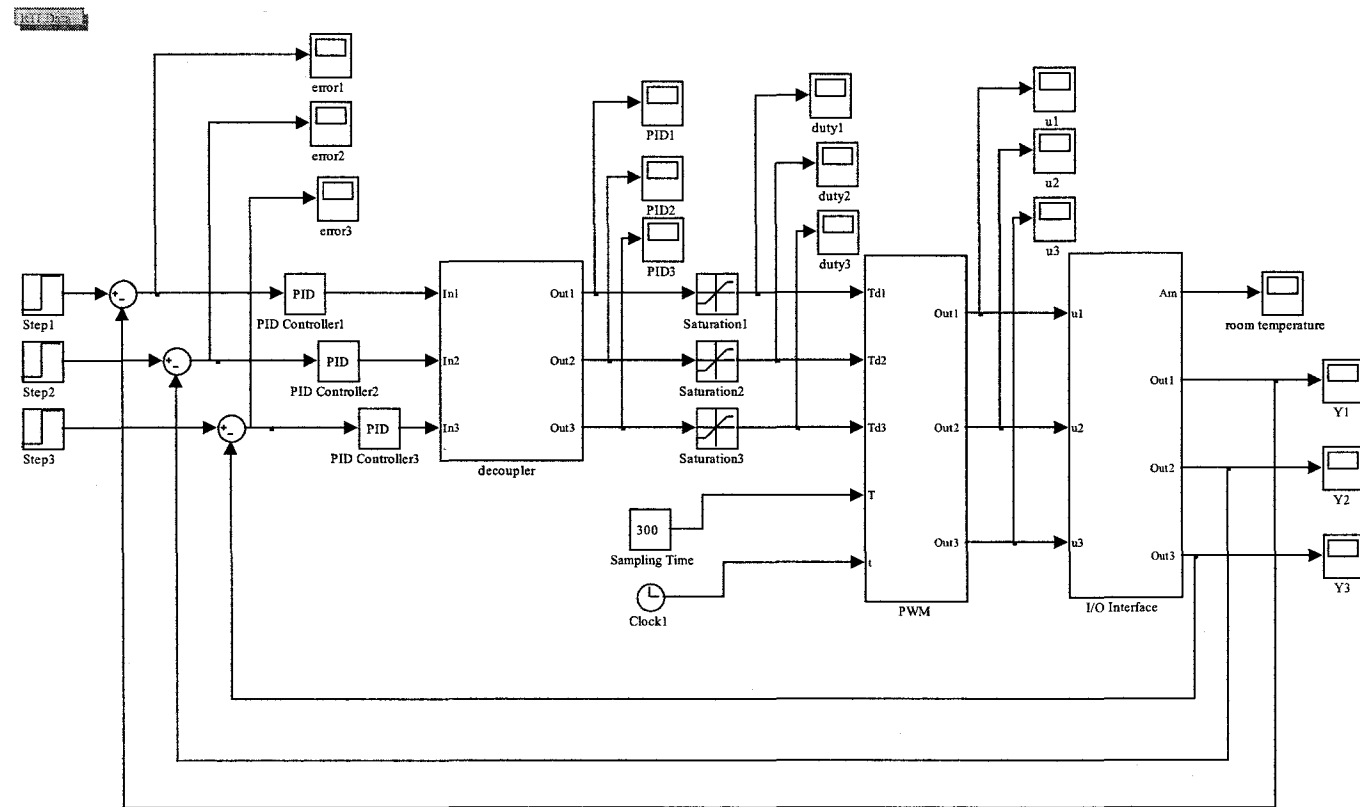 RTI Data
error1
error2
error3
PID1
PID2
PID3
duty1
duty2
duty3
u1
u2
u3
Step1
Step2
Step3
PID
PID Controller1
PID
PID Controller2
PID
PID Controller3
In1
In2
In3
Out1
Out2
Out3
decoupler
Saturation1
Saturation2
Saturation3
300
Sampling Time
Clock1
Td1
Td2
Td3
T
t
Out1
Out2
Out3
PWM
u1
u2
u3
Am
Out1
Out2
Out3
I/O Interface
room temperature
Y1
Y2
Y3